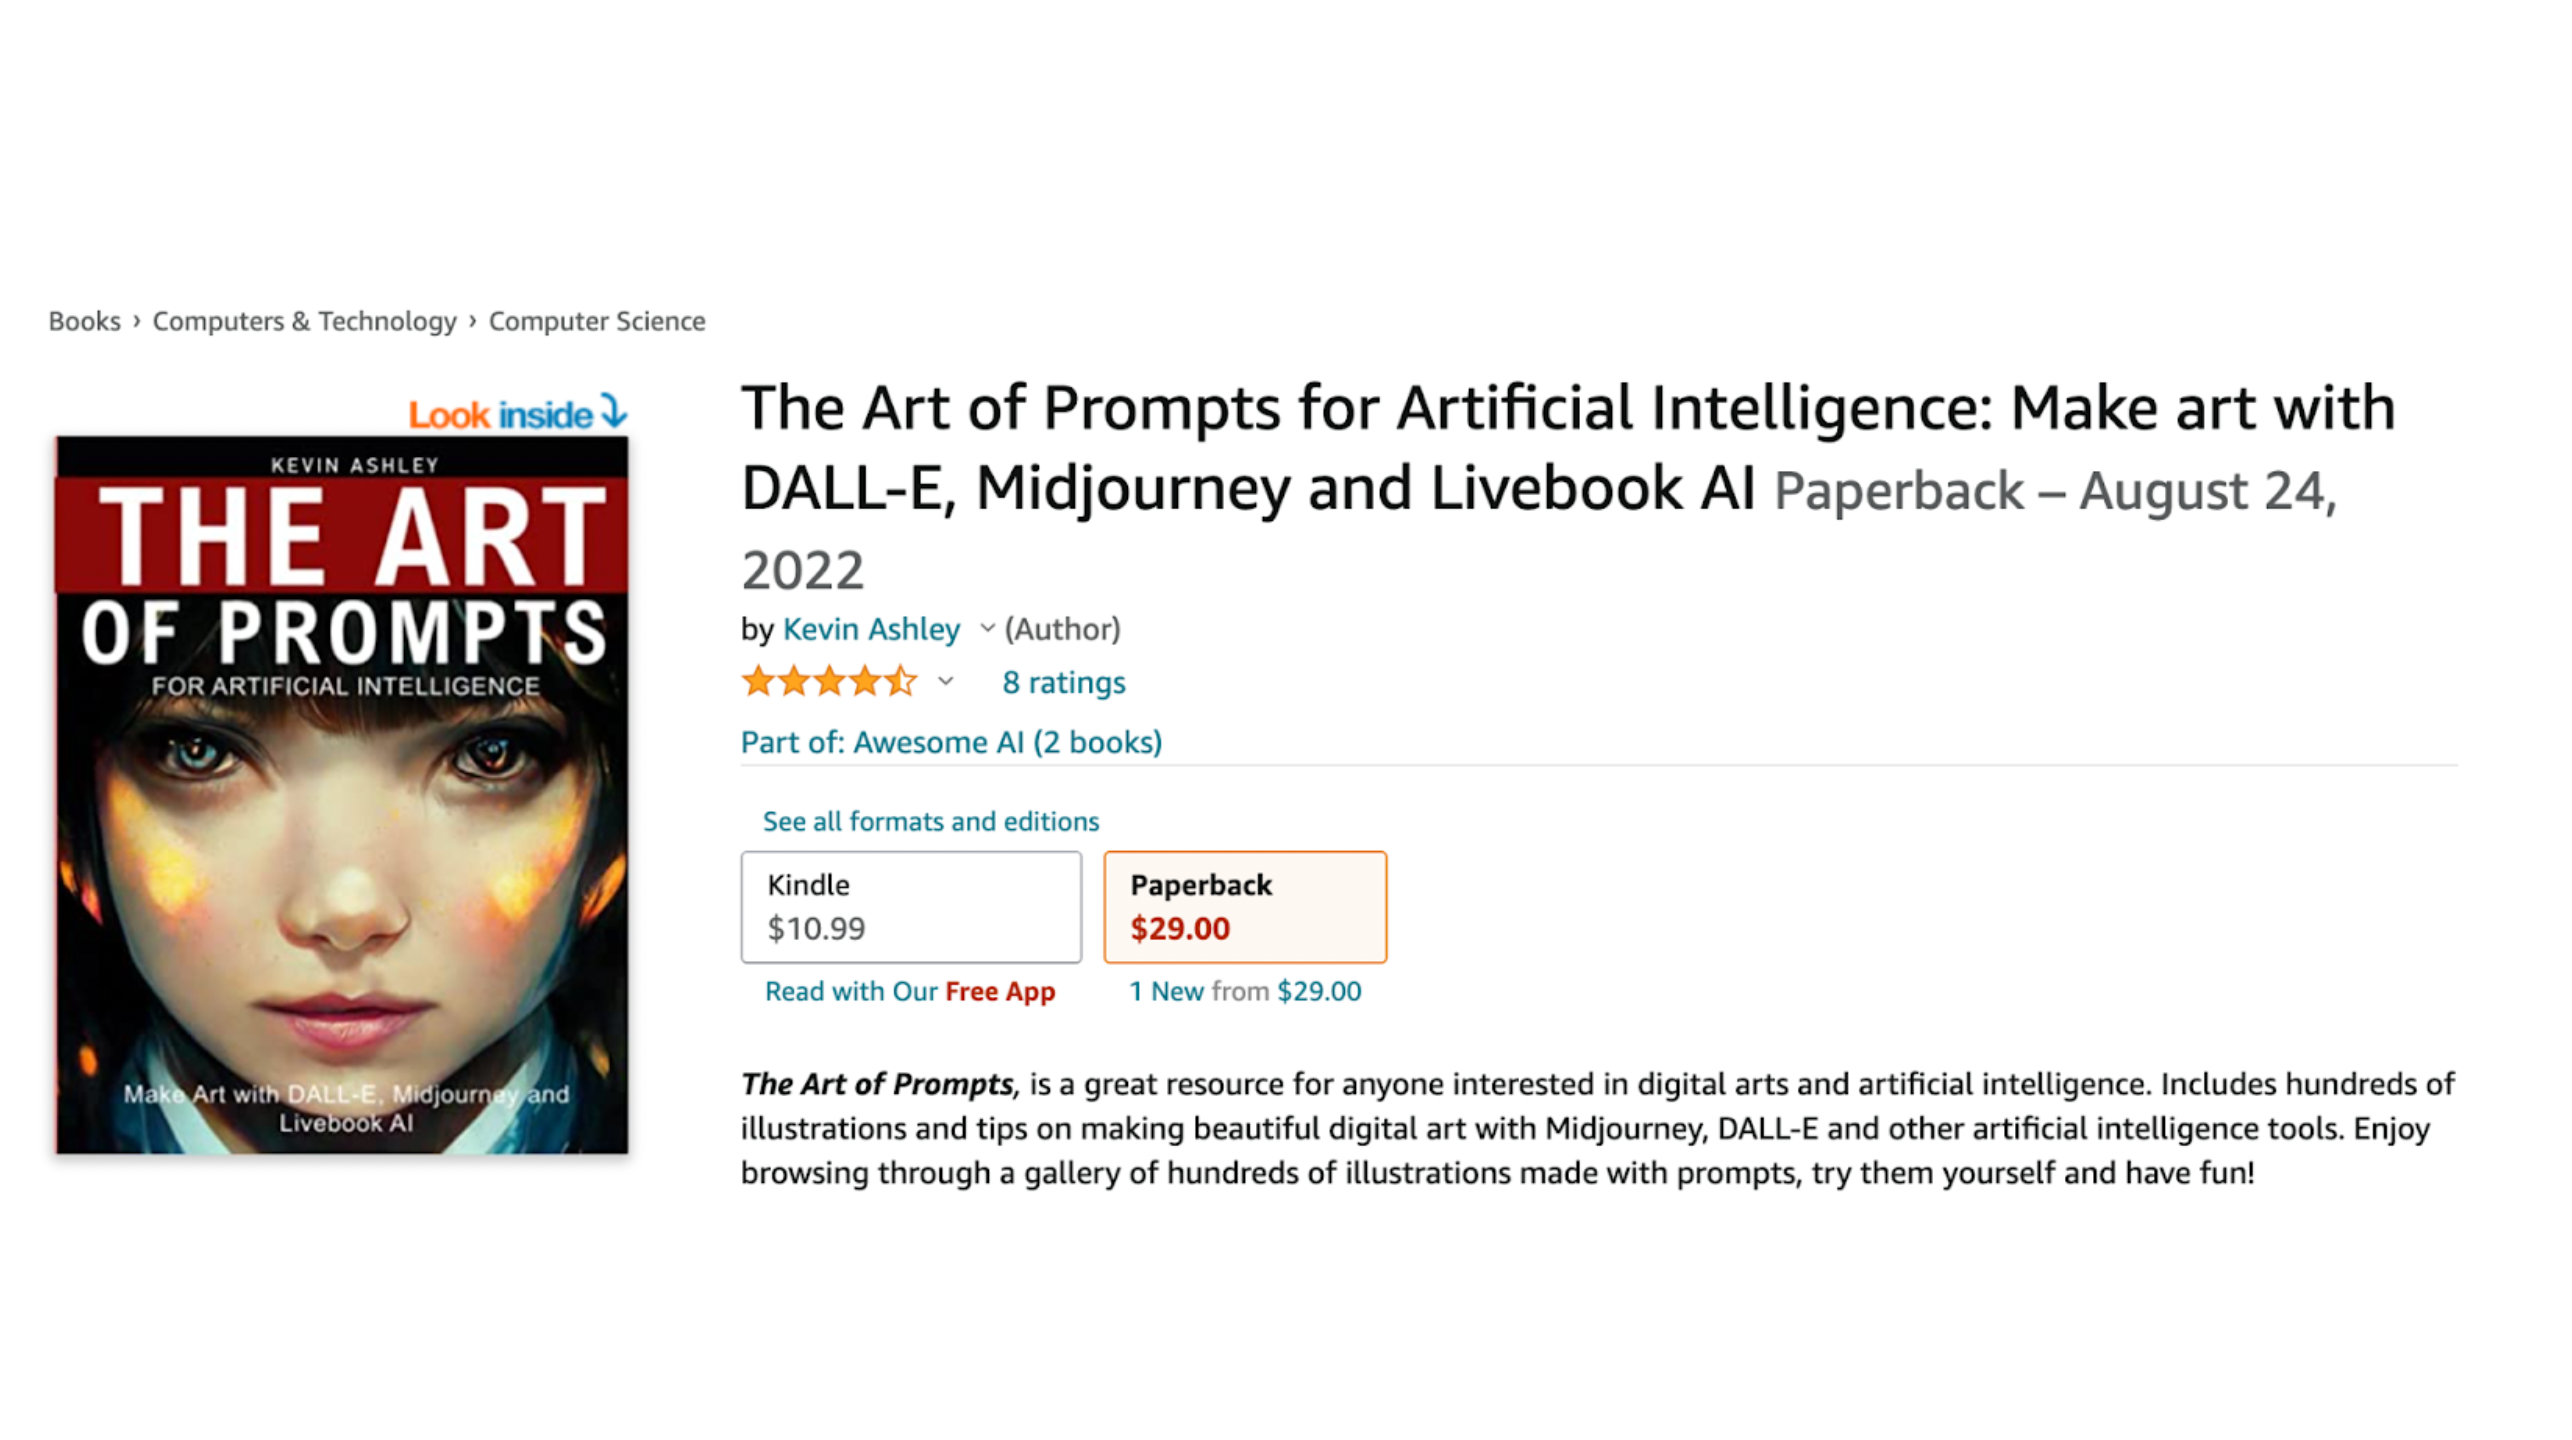 Books › Computers & Technology › Computer Science
Look inside
KEVIN ASHLEY
THE ART
OF PROMPTS
FOR ARTIFICIAL INTELLIGENCE
Make Art with DALL-E, Midjourney and
Livebook AI
The Art of Prompts for Artificial Intelligence: Make art with
DALL-E, Midjourney and Livebook AI Paperback – August 24,
2022
by Kevin Ashley (Author)
8 ratings
Part of: Awesome AI (2 books)
See all formats and editions
Kindle
$10.99
Read with Our Free App
Paperback
$29.00
1 New from $29.00
The Art of Prompts, is a great resource for anyone interested in digital arts and artificial intelligence. Includes hundreds of
illustrations and tips on making beautiful digital art with Midjourney, DALL-E and other artificial intelligence tools. Enjoy
browsing through a gallery of hundreds of illustrations made with prompts, try them yourself and have fun!